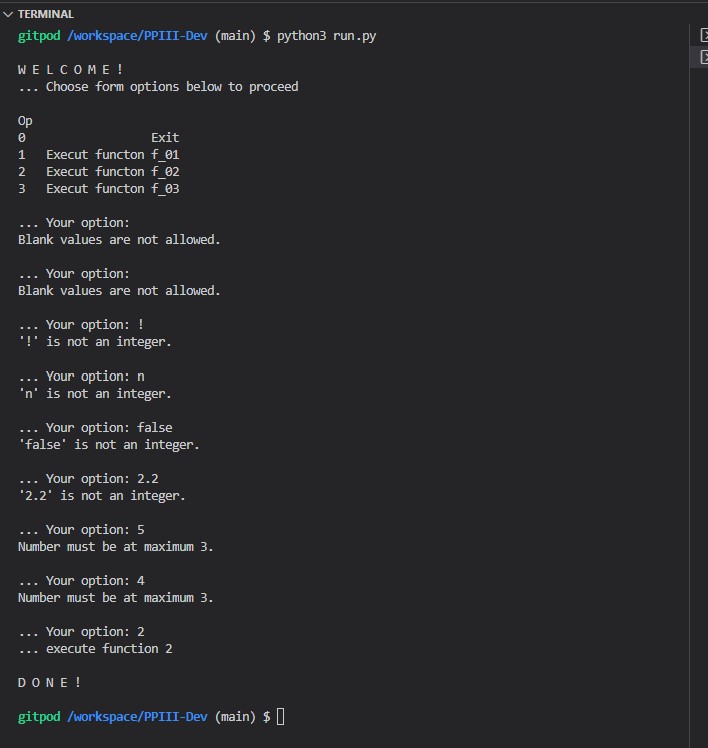 TERMINAL
gitpod /workspace/PPIII-Dev (main) $ python3 run.py
W E L C O M E !
... Choose form options below to proceed
Op
0 Exit
1 Execut functon f_01
2 Execut functon f_02
3 Execut functon f_03
... Your option:
Blank values are not allowed.
... Your option:
Blank values are not allowed.
... Your option: !
'!' is not an integer.
... Your option: n
'n' is not an integer.
... Your option: false
'false' is not an integer.
... Your option: 2.2
'2.2' is not an integer.
... Your option: 5
Number must be at maximum 3.
... Your option: 4
Number must be at maximum 3.
... Your option: 2
... execute function 2
D O N E !
gitpod /workspace/PPIII-Dev (main) $